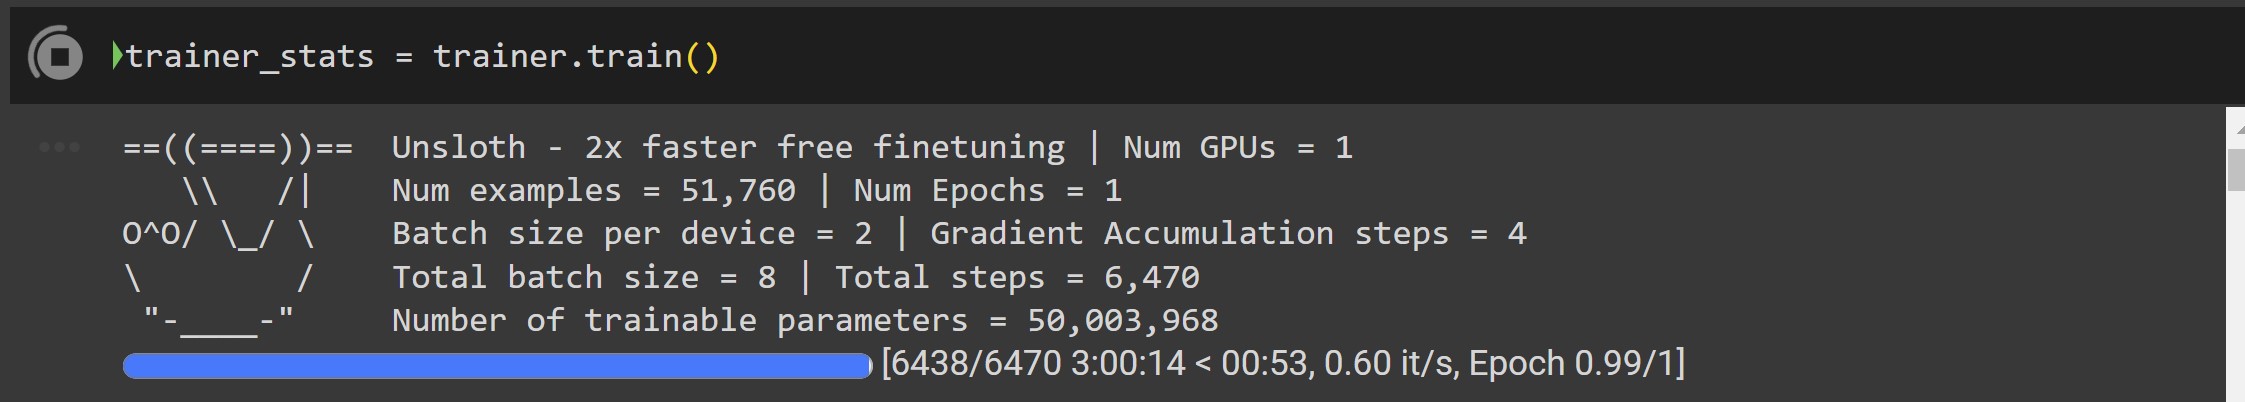 trainer_stats = trainer.train()
==((====))==  Unsloth - 2x faster free finetuning | Num GPUs = 1
   \\   /|    Num examples = 51,760 | Num Epochs = 1
O^O/ \_/ \    Batch size per device = 2 | Gradient Accumulation steps = 4
\        /    Total batch size = 8 | Total steps = 6,470
 "-____-"     Number of trainable parameters = 50,003,968
[6438/6470 3:00:14 < 00:53, 0.60 it/s, Epoch 0.99/1]